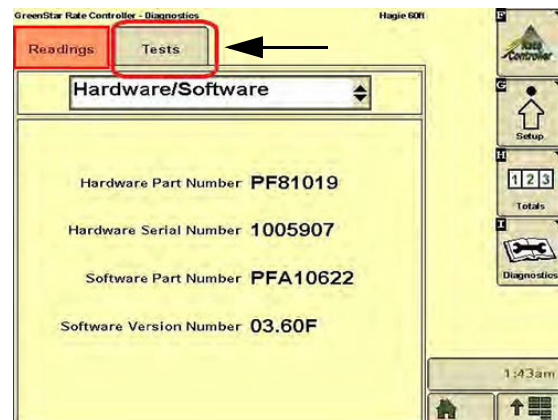 GreenStar Rate Controller - Diagnostics
Hagie 60ft
Readings
Tests
Hardware/Software
Hardware Part Number PF81019
Hardware Serial Number 1005907
Software Part Number PFA10622
Software Version Number 03.60F
F
Rate
Controller
G
Setup
H
1 2 3
Totals
I
Diagnostics
1:43am